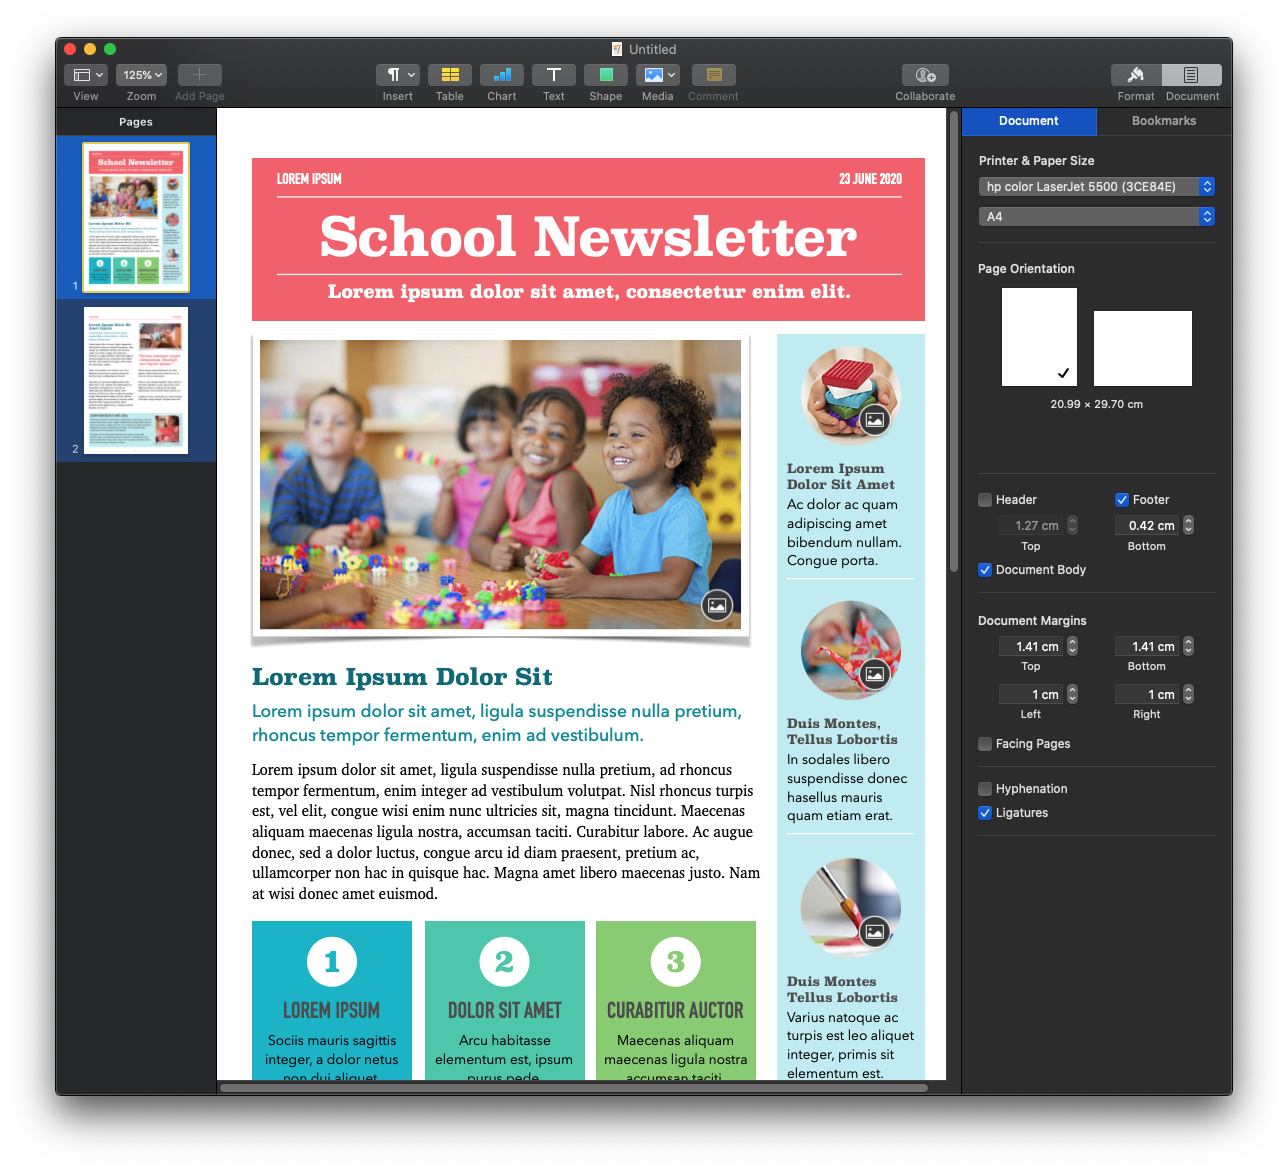 Untitled
125%
View
Zoom
Add Page
Insert
Table
Chart
Text
Shape
Media
Comment
Collaborate
Format
Document
Pages
School Newsletter
1
2
LOREM IPSUM
23 JUNE 2020
School Newsletter
Lorem ipsum dolor sit amet, consectetur enim elit.
Lorem Ipsum Dolor Sit
Lorem ipsum dolor sit amet, ligula suspendisse nulla pretium,
rhoncus tempor fermentum, enim ad vestibulum.
Lorem ipsum dolor sit amet, ligula suspendisse nulla pretium, ad rhoncus
tempor fermentum, enim integer ad vestibulum volutpat. Nisl rhoncus turpis
est, vel elit, congue wisi enim nunc ultricies sit, magna tincidunt. Maecenas
aliquam maecenas ligula nostra, accumsan taciti. Curabitur labore. Ac augue
donec, sed a dolor luctus, congue arcu id diam praesent, pretium ac,
ullamcorper non hac in quisque hac. Magna amet libero maecenas justo. Nam
at wisi donec amet euismod.
1
LOREM IPSUM
Sociis mauris sagittis
integer, a dolor netus
non dui aliquet
2
DOLOR SIT AMET
Arcu habitasse
elementum est, ipsum
purus pede
3
CURABITUR AUCTOR
Maecenas aliquam
maecenas ligula nostra
accumsan taciti
Lorem Ipsum
Dolor Sit Amet
Ac dolor ac quam
adipiscing amet
bibendum nullam.
Congue porta.
Duis Montes,
Tellus Lobortis
In sodales libero
suspendisse donec
hasellus mauris
quam etiam erat.
Duis Montes
Tellus Lobortis
Varius natoque ac
turpis est leo aliquet
integer, primis sit
elementum est.
Document
Bookmarks
Printer & Paper Size
hp color LaserJet 5500 (3CE84E)
A4
Page Orientation
20.99 × 29.70 cm
Header
Footer
1.27 cm
0.42 cm
Top
Bottom
Document Body
Document Margins
1.41 cm
1.41 cm
Top
Bottom
1 cm
1 cm
Left
Right
Facing Pages
Hyphenation
Ligatures